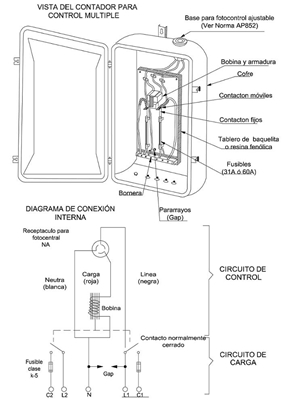 VISTA DEL CONTADOR PARA
CONTROL MULTIPLE
Base para fotocontrol ajustable
(Ver Norma AP852)
Bobina y armadura
Cofre
Contacton móviles
Contacton fijos
Tablero de baquelita
o resina fenólica
Fusibles
(31A ó 60A)
Bornera
Pararrayos
(Gap)
DIAGRAMA DE CONEXIÓN
INTERNA
Receptaculo para
fotocentral
NA
Neutra
(blanca)
Carga
(roja)
Linea
(negra)
Bobina
CIRCUITO DE
CONTROL
Contacto normalmente
cerrado
CIRCUITO DE
CARGA
Fusible
clase
k-5
Gap
C2
L2
N
L1
C1